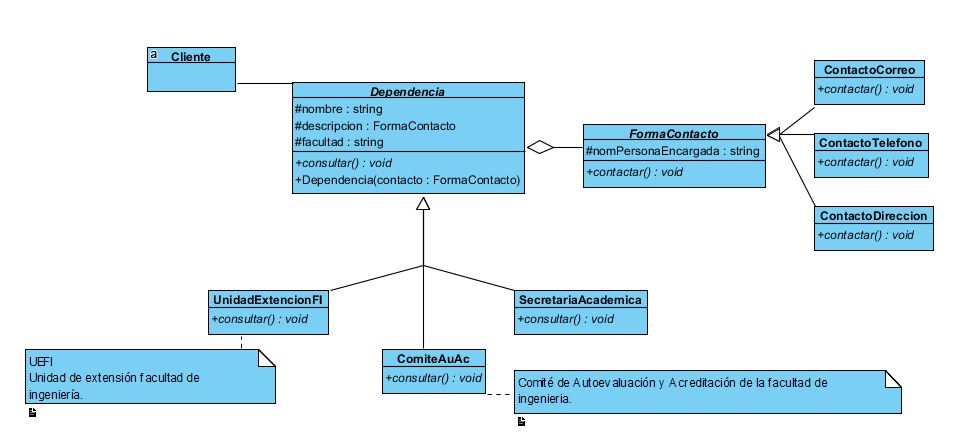 a
Cliente
Dependencia
#nombre : string
#descripcion : FormaContacto
#facultad : string
+consultar() : void
+Dependencia(contacto : FormaContacto)
FormaContacto
#nomPersonaEncargada : string
+contactar() : void
ContactoCorreo
+contactar() : void
ContactoTelefono
+contactar() : void
ContactoDireccion
+contactar() : void
UnidadExtencionFI
+consultar() : void
SecretariaAcademica
+consultar() : void
ComiteAuAc
+consultar() : void
UEFI
Unidad de extensión facultad de
ingeniería.
Comité de Autoevaluación y Acreditación de la facultad de
ingenieria.